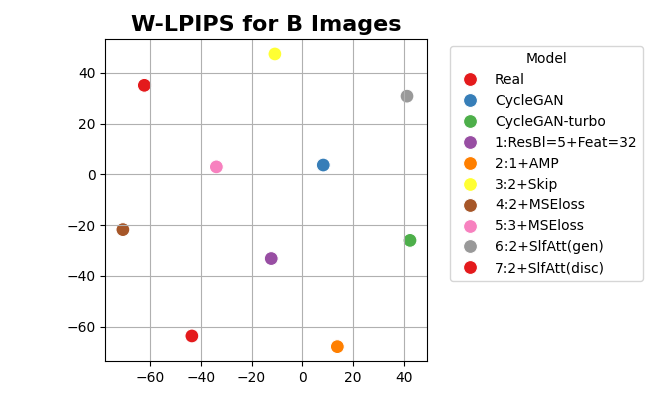 W-LPIPS for B Images
40
20
0
−20
−40
−60
−60
−40
−20
0
20
40
Model
Real
CycleGAN
CycleGAN-turbo
1:ResBl=5+Feat=32
2:1+AMP
3:2+Skip
4:2+MSEloss
5:3+MSEloss
6:2+SlfAtt(gen)
7:2+SlfAtt(disc)